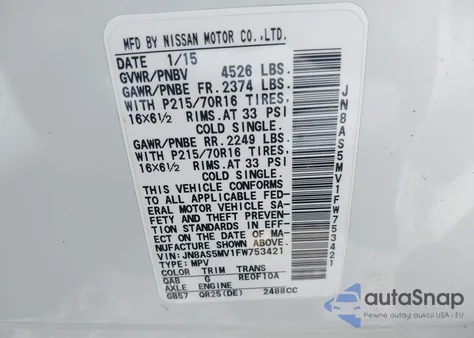 MFD BY NISSAN MOTOR CO.,LTD.
DATE 1/15
GVWR/PNBV 4526 LBS.
GAWR/PNBE FR. 2374 LBS.
WITH P215/70R16 TIRES,
16X6½ RIMS. AT 33 PSI
COLD SINGLE.
GAWR/PNBE RR. 2249 LBS.
WITH P215/70R16 TIRES,
16X6½ RIMS. AT 33 PSI
COLD SINGLE.
THIS VEHICLE CONFORMS
TO ALL APPLICABLE FED-
ERAL MOTOR VEHICLE SA-
FETY AND THEFT PREVENTION
STANDARDS IN EFF-
ECT ON THE DATE OF MA-
NUFACTURE SHOWN ABOVE.
VIN: JN8AS5MV1FW753421
TYPE: MPV
COLOR TRIM TRANS
QAB G RE0F10A
AXLE ENGINE
GB57 QR25(DE) 2488CC
JN8AS5MV1FW753421
autoSnap
Powered by AutoBidMaster